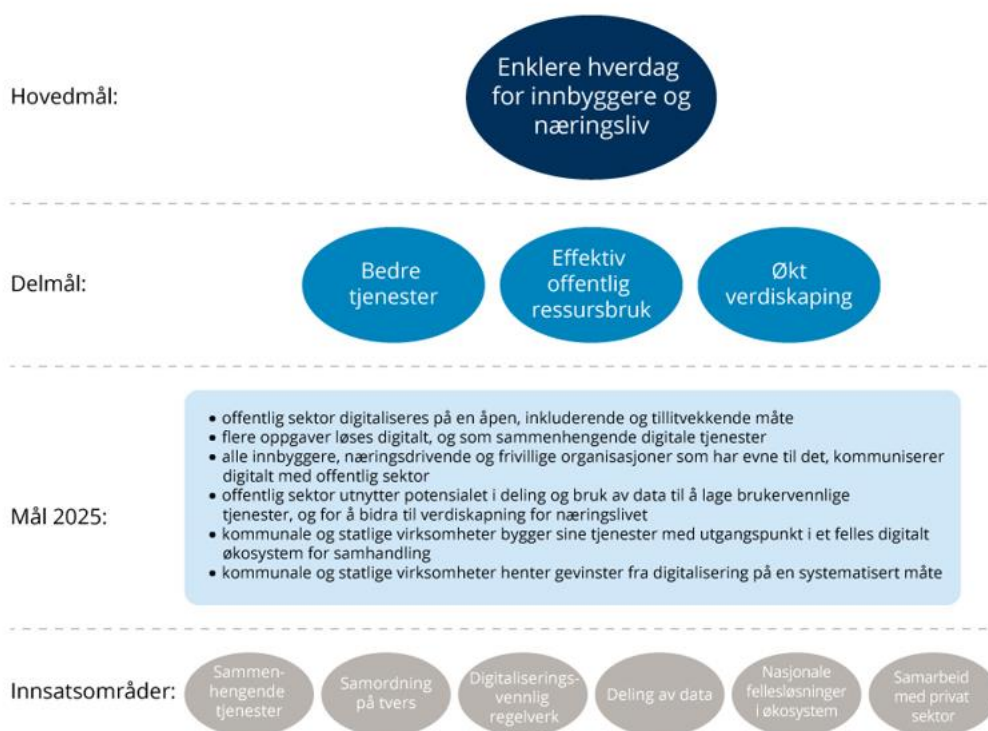 Hovedmål:
Enklere hverdag
for innbyggere og
næringsliv
Delmål:
Bedre
tjenester
Effektiv
offentlig
ressursbruk
Økt
verdiskaping
Mål 2025:
• offentlig sektor digitaliseres på en åpen, inkluderende og tillitvekkende måte
• flere oppgaver løses digitalt, og som sammenhengende digitale tjenester
• alle innbyggere, næringsdrivende og frivillige organisasjoner som har evne til det, kommuniserer
digitalt med offentlig sektor
• offentlig sektor utnytter potensialet i deling og bruk av data til å lage brukervennlige
tjenester, og for å bidra til verdiskapning for næringslivet
• kommunale og statlige virksomheter bygger sine tjenester med utgangspunkt i et felles digitalt
økosystem for samhandling
• kommunale og statlige virksomheter henter gevinster fra digitalisering på en systematisert måte
Innsatsområder:
Sammen-
hengende
tjenester
Samordning
på tvers
Digitaliserings-
vennlig
regelverk
Deling av data
Nasjonale
fellesløsninger
i økosystem
Samarbeid
med privat
sektor